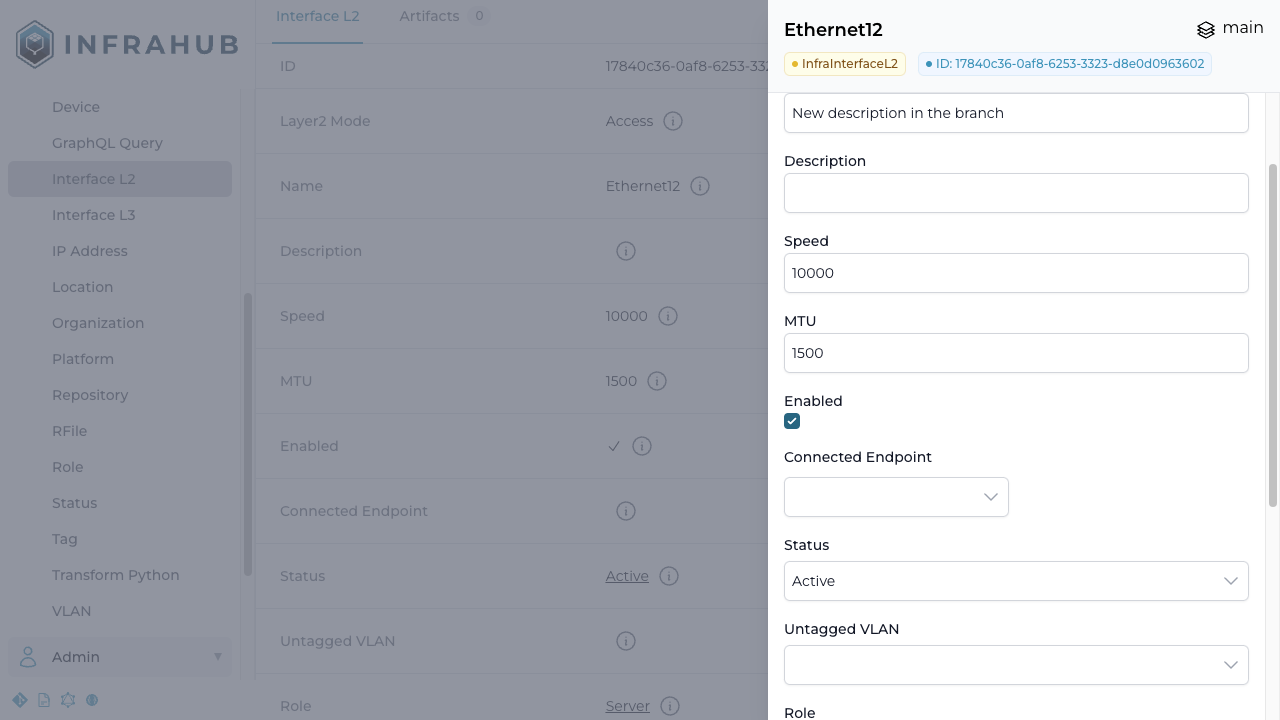 INFRAHUB
Device
GraphQL Query
Interface L2
Interface L3
IP Address
Location
Organization
Platform
Repository
RFile
Role
Status
Tag
Transform Python
VLAN
Admin
Interface L2
Artifacts 0
ID 17840c36-0af8-6253-332
Layer2 Mode Access
Name Ethernet12
Description
Speed 10000
MTU 1500
Enabled
Connected Endpoint
Status Active
Untagged VLAN
Role Server
Ethernet12
main
InfraInterfaceL2
ID: 17840c36-0af8-6253-3323-d8e0d0963602
New description in the branch
Description
Speed
10000
MTU
1500
Enabled
Connected Endpoint
Status
Active
Untagged VLAN
Role